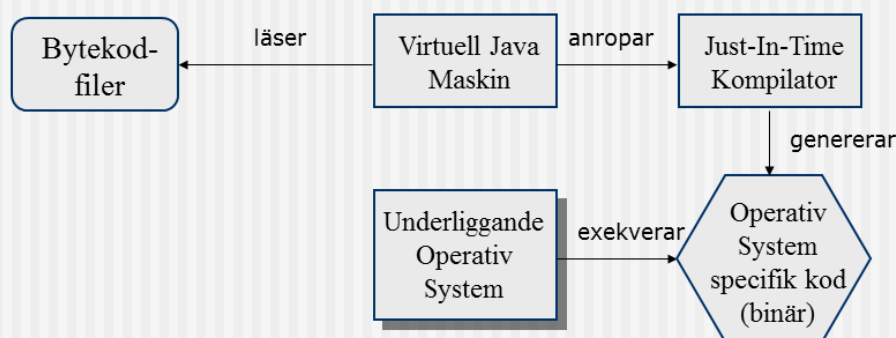 Bytekod-
filer
läser
Virtuell Java
Maskin
anropar
Just-In-Time
Kompilator
genererar
Underliggande
Operativ
System
exekverar
Operativ
System
specifik kod
(binär)